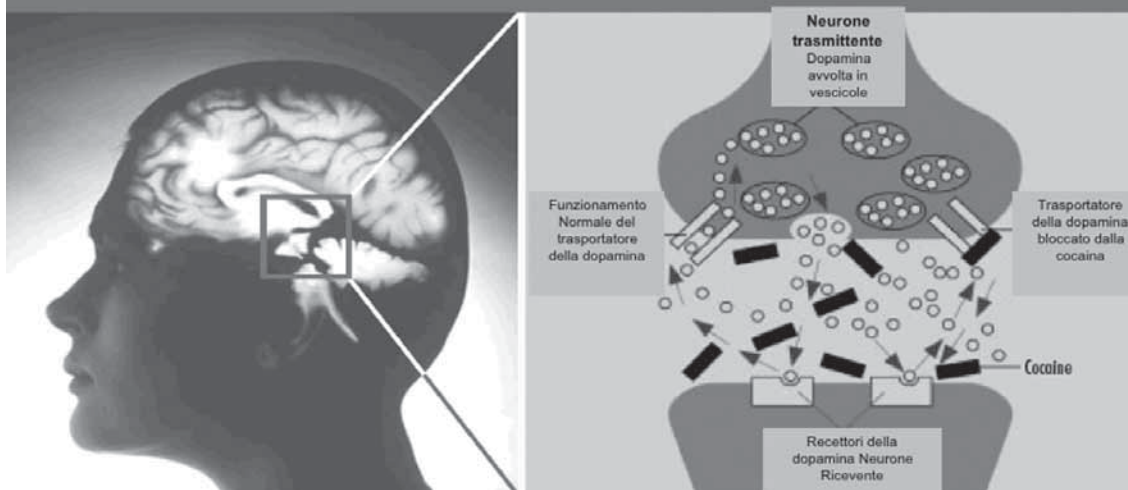 Neurone
trasmittente
Dopamina
avvolta in
vescicole
Funzionamento
Normale del
trasportatore
della dopamina
Trasportatore
della dopamina
bloccato dalla
cocaina
Cocaine
Recettori della
dopamina Neurone
Ricevente